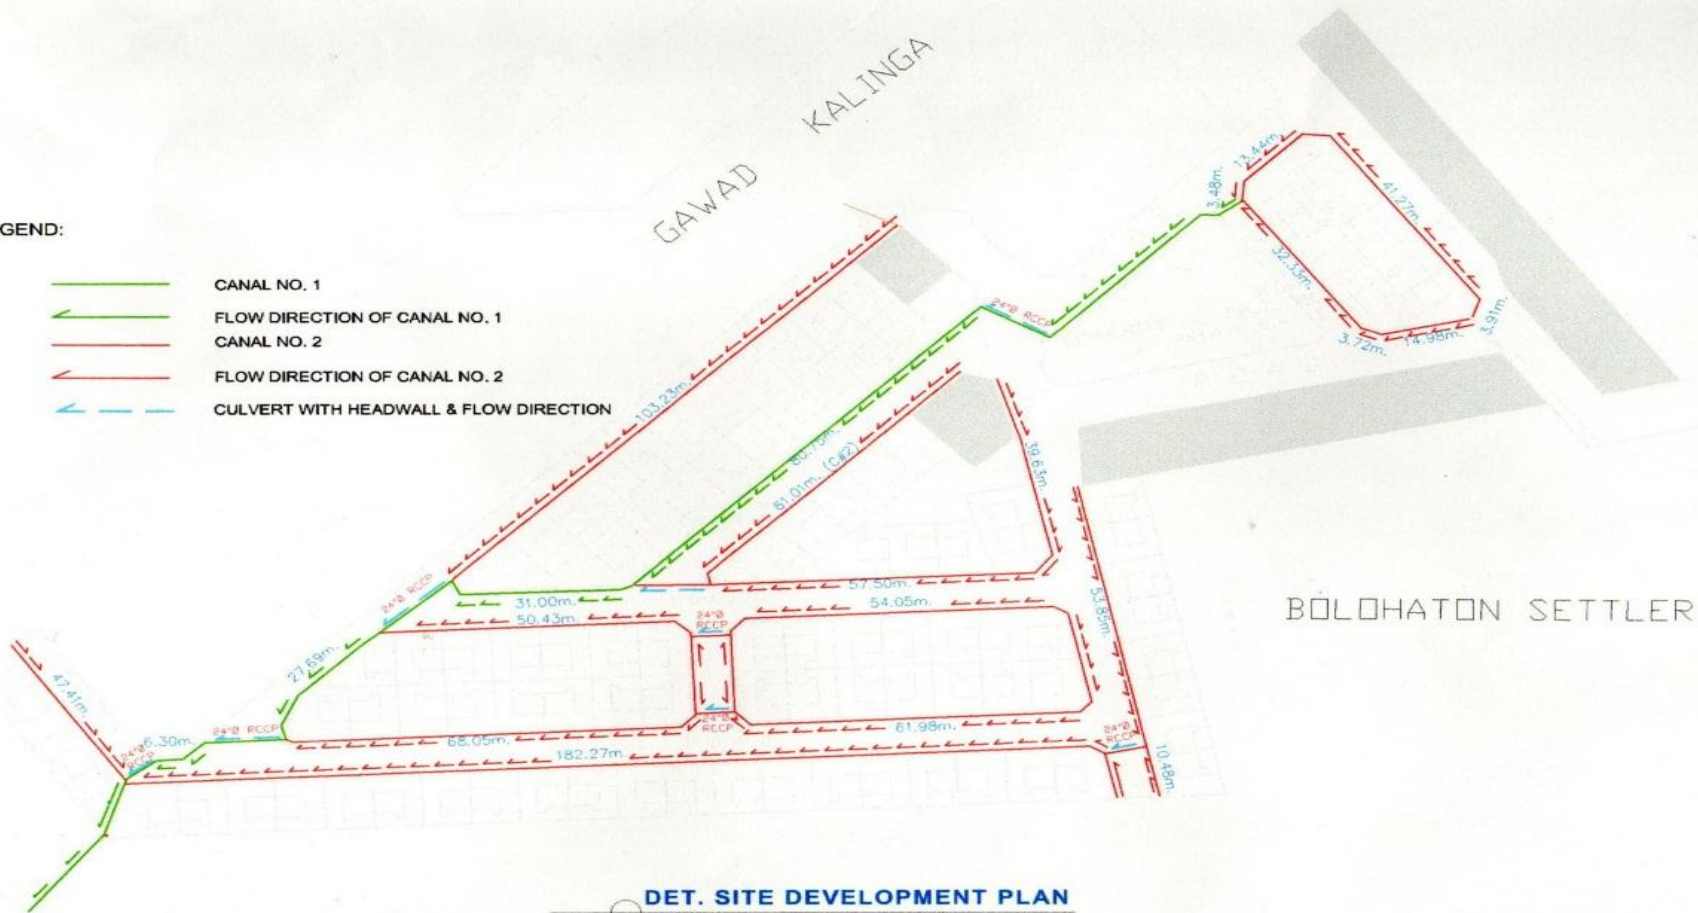 GAWAD KALINGA
GEND:
CANAL NO. 1
FLOW DIRECTION OF CANAL NO. 1
CANAL NO. 2
FLOW DIRECTION OF CANAL NO. 2
CULVERT WITH HEADWALL & FLOW DIRECTION
13.44m.
3.48m.
41.27m.
32.33m.
3.91m.
14.98m.
3.72m.
24"Ø RCCP
103.23m.
61.01m. (C#2)
39.63m.
24"Ø RCCP
57.50m.
31.00m.
54.05m.
50.43m.
24"Ø
RCCP
53.85m.
BOLOHATON SETTLER
27.69m.
47.41m.
24"Ø RCCP
6.30m.
24"Ø
RCCP
68.05m.
24"Ø
RCCP
61.98m.
24"Ø
RCCP
182.27m.
10.48m.
DET. SITE DEVELOPMENT PLAN